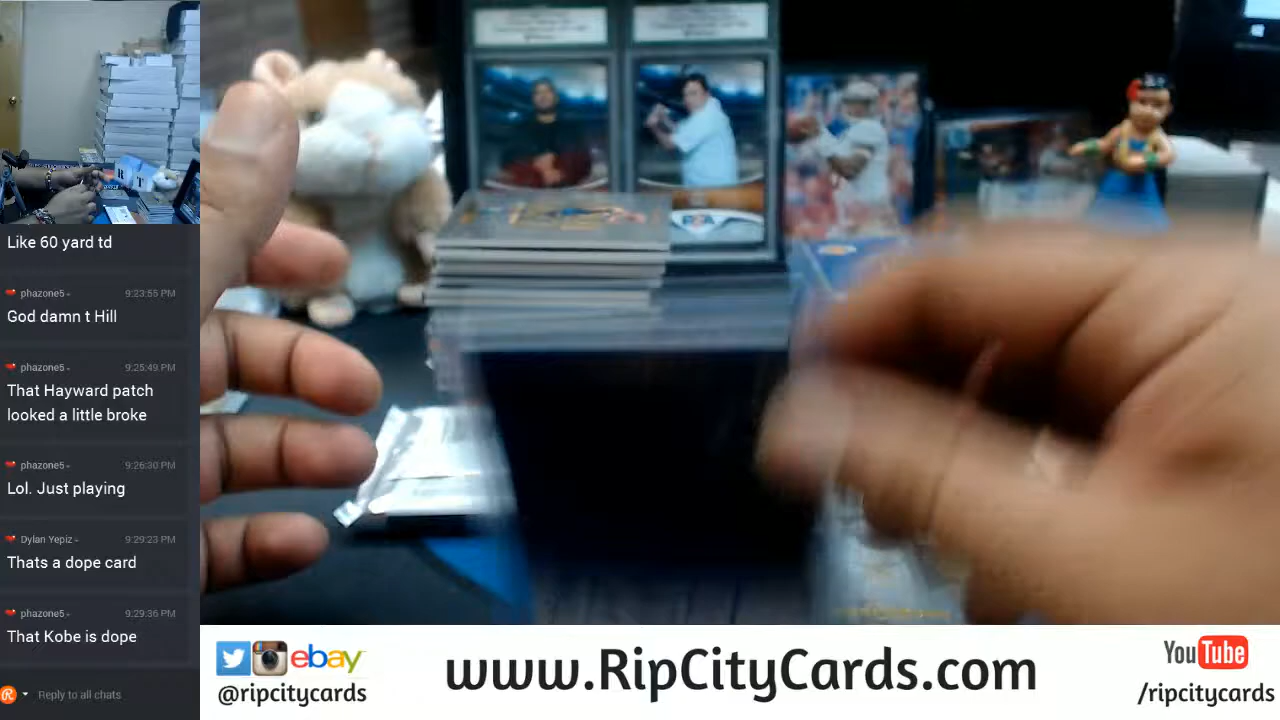 Like 60 yard td
phazone5
9:23:55 PM
God damn t Hill
phazone5
9:25:49 PM
That Hayward patch
looked a little broke
phazone5
9:26:30 PM
Lol. Just playing
Dylan Yepiz
9:29:23 PM
Thats a dope card
phazone5
9:29:36 PM
That Kobe is dope
Reply to all chats
ebay
@ripcitycards
www.RipCityCards.com
YouTube
/ripcitycards